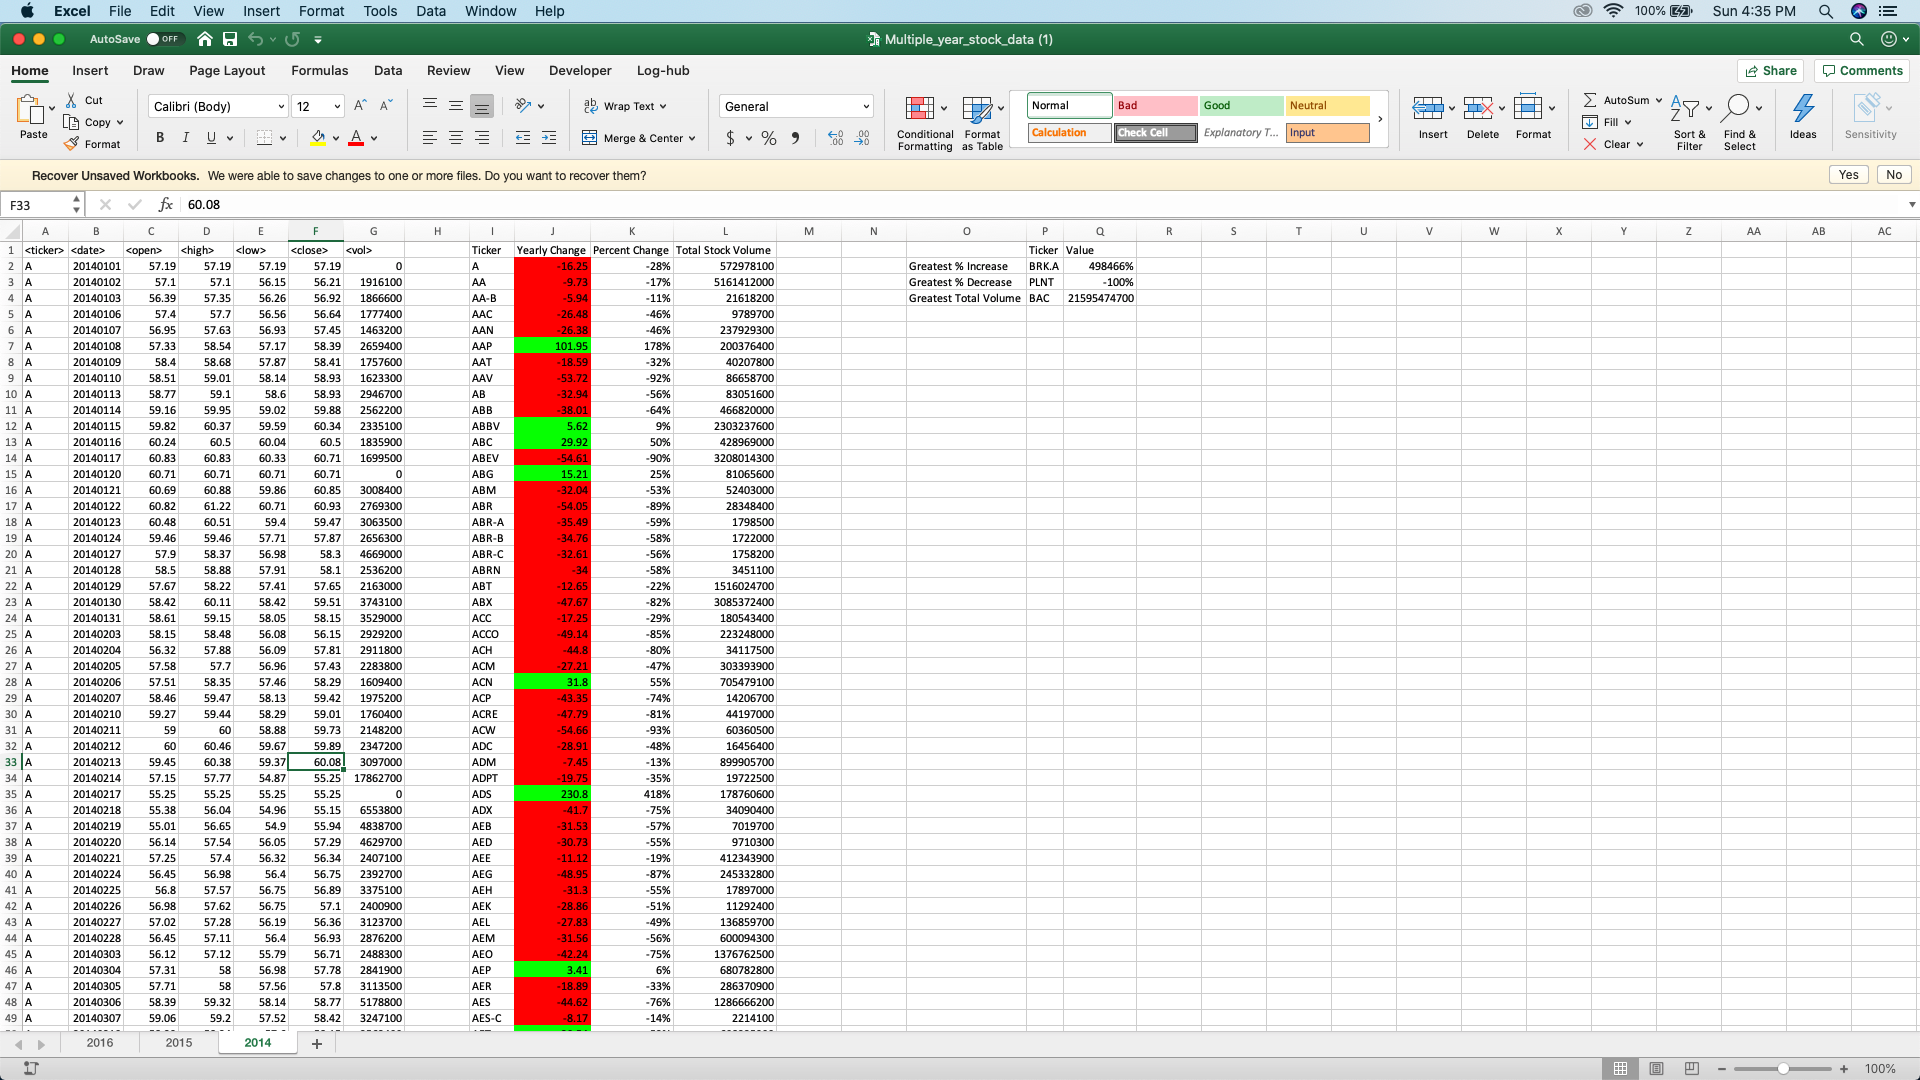 Excel File Edit View Insert Format Tools Data Window Help 100% Sun 4:35 PM
AutoSave OFF Multiple_year_stock_data (1)
Home Insert Draw Page Layout Formulas Data Review View Developer Log-hub Share Comments
Paste Cut Copy Format Calibri (Body) 12 A A B I U A ab Wrap Text Merge & Center General $ % Conditional Formatting Format as Table Normal Bad Good Neutral Calculation Check Cell Explanatory T... Input Insert Delete Format AutoSum Fill Clear Sort & Filter Find & Select Ideas Sensitivity
Recover Unsaved Workbooks. We were able to save changes to one or more files. Do you want to recover them? Yes No
F33 fx 60.08
A B C D E F G H I J K L M N O P Q R S T U V W X Y Z AA AB AC
1 <ticker> <date> <open> <high> <low> <close> <vol> Ticker Yearly Change Percent Change Total Stock Volume Ticker Value
2 A 20140101 57.19 57.19 57.19 57.19 0 A -16.25 -28% 572978100 Greatest % Increase BRK.A 498466%
3 A 20140102 57.1 57.1 56.15 56.21 1916100 AA -9.73 -17% 5161412000 Greatest % Decrease PLNT -100%
4 A 20140103 56.39 57.35 56.26 56.92 1866600 AA-B -5.94 -11% 21618200 Greatest Total Volume BAC 21595474700
5 A 20140106 57.4 57.7 56.56 56.64 1777400 AAC -26.48 -46% 9789700
6 A 20140107 56.95 57.63 56.93 57.45 1463200 AAN -26.38 -46% 237929300
7 A 20140108 57.33 58.54 57.17 58.39 2659400 AAP 101.95 178% 200376400
8 A 20140109 58.4 58.68 57.87 58.41 1757600 AAT -18.59 -32% 40207800
9 A 20140110 58.51 59.01 58.14 58.93 1623300 AAV -53.72 -92% 86658700
10 A 20140113 58.77 59.1 58.6 58.93 2946700 AB -32.94 -56% 83051600
11 A 20140114 59.16 59.95 59.02 59.88 2562200 ABB -38.01 -64% 466820000
12 A 20140115 59.82 60.37 59.59 60.34 2335100 ABBV 5.62 9% 2303237600
13 A 20140116 60.24 60.5 60.04 60.5 1835900 ABC 29.92 50% 428969000
14 A 20140117 60.83 60.83 60.33 60.71 1699500 ABEV -54.61 -90% 3208014300
15 A 20140120 60.71 60.71 60.71 60.71 0 ABG 15.21 25% 81065600
16 A 20140121 60.69 60.88 59.86 60.85 3008400 ABM -32.04 -53% 52403000
17 A 20140122 60.82 61.22 60.71 60.93 2769300 ABR -54.05 -89% 28348400
18 A 20140123 60.48 60.51 59.4 59.47 3063500 ABR-A -35.49 -59% 1798500
19 A 20140124 59.46 59.46 57.71 57.87 2656300 ABR-B -34.76 -58% 1722000
20 A 20140127 57.9 58.37 56.98 58.3 4669000 ABR-C -32.61 -56% 1758200
21 A 20140128 58.5 58.88 57.91 58.1 2536200 ABRN -34 -58% 3451100
22 A 20140129 57.67 58.22 57.41 57.65 2163000 ABT -12.65 -22% 1516024700
23 A 20140130 58.42 60.11 58.42 59.51 3743100 ABX -47.67 -82% 3085372400
24 A 20140131 58.61 59.15 58.05 58.15 3529000 ACC -17.25 -29% 180543400
25 A 20140203 58.15 58.48 56.08 56.15 2929200 ACCO -49.14 -85% 223248000
26 A 20140204 56.32 57.88 56.09 57.81 2911800 ACH -44.8 -80% 34117500
27 A 20140205 57.58 57.7 56.96 57.43 2283800 ACM -27.21 -47% 303393900
28 A 20140206 57.51 58.35 57.46 58.29 1609400 ACN 31.8 55% 705479100
29 A 20140207 58.46 59.47 58.13 59.42 1975200 ACP -43.35 -74% 14206700
30 A 20140210 59.27 59.44 58.29 59.01 1760400 ACRE -47.79 -81% 44197000
31 A 20140211 59 60 58.88 59.73 2148200 ACW -54.66 -93% 60360500
32 A 20140212 60 60.46 59.67 59.89 2347200 ADC -28.91 -48% 16456400
33 A 20140213 59.45 60.38 59.37 60.08 3097000 ADM -7.45 -13% 899905700
34 A 20140214 57.15 57.77 54.87 55.25 17862700 ADPT -19.75 -35% 19722500
35 A 20140217 55.25 55.25 55.25 55.25 0 ADS 230.8 418% 178760600
36 A 20140218 55.38 56.04 54.96 55.15 6553800 ADX -41.7 -75% 34090400
37 A 20140219 55.01 56.65 54.9 55.94 4838700 AEB -31.53 -57% 7019700
38 A 20140220 56.14 57.54 56.05 57.29 4629700 AED -30.73 -55% 9710300
39 A 20140221 57.25 57.4 56.32 56.34 2407100 AEE -11.12 -19% 412343900
40 A 20140224 56.45 56.98 56.4 56.75 2392700 AEG -48.95 -87% 245332800
41 A 20140225 56.8 57.57 56.75 56.89 3375100 AEH -31.3 -55% 17897000
42 A 20140226 56.98 57.62 56.75 57.1 2400900 AEK -28.86 -51% 11292400
43 A 20140227 57.02 57.28 56.19 56.36 3123700 AEL -27.83 -49% 136859700
44 A 20140228 56.45 57.11 56.4 56.93 2876200 AEM -31.56 -56% 600094300
45 A 20140303 56.12 57.12 55.79 56.71 2488300 AEO -42.24 -75% 1376762500
46 A 20140304 57.31 58 56.98 57.78 2841900 AEP 3.41 6% 680782800
47 A 20140305 57.71 58 57.56 57.8 3113500 AER -18.89 -33% 286370900
48 A 20140306 58.39 59.32 58.14 58.77 5178800 AES -44.62 -76% 1286666200
49 A 20140307 59.06 59.2 57.52 58.42 3247100 AES-C -8.17 -14% 2214100
2016 2015 2014 +
100%